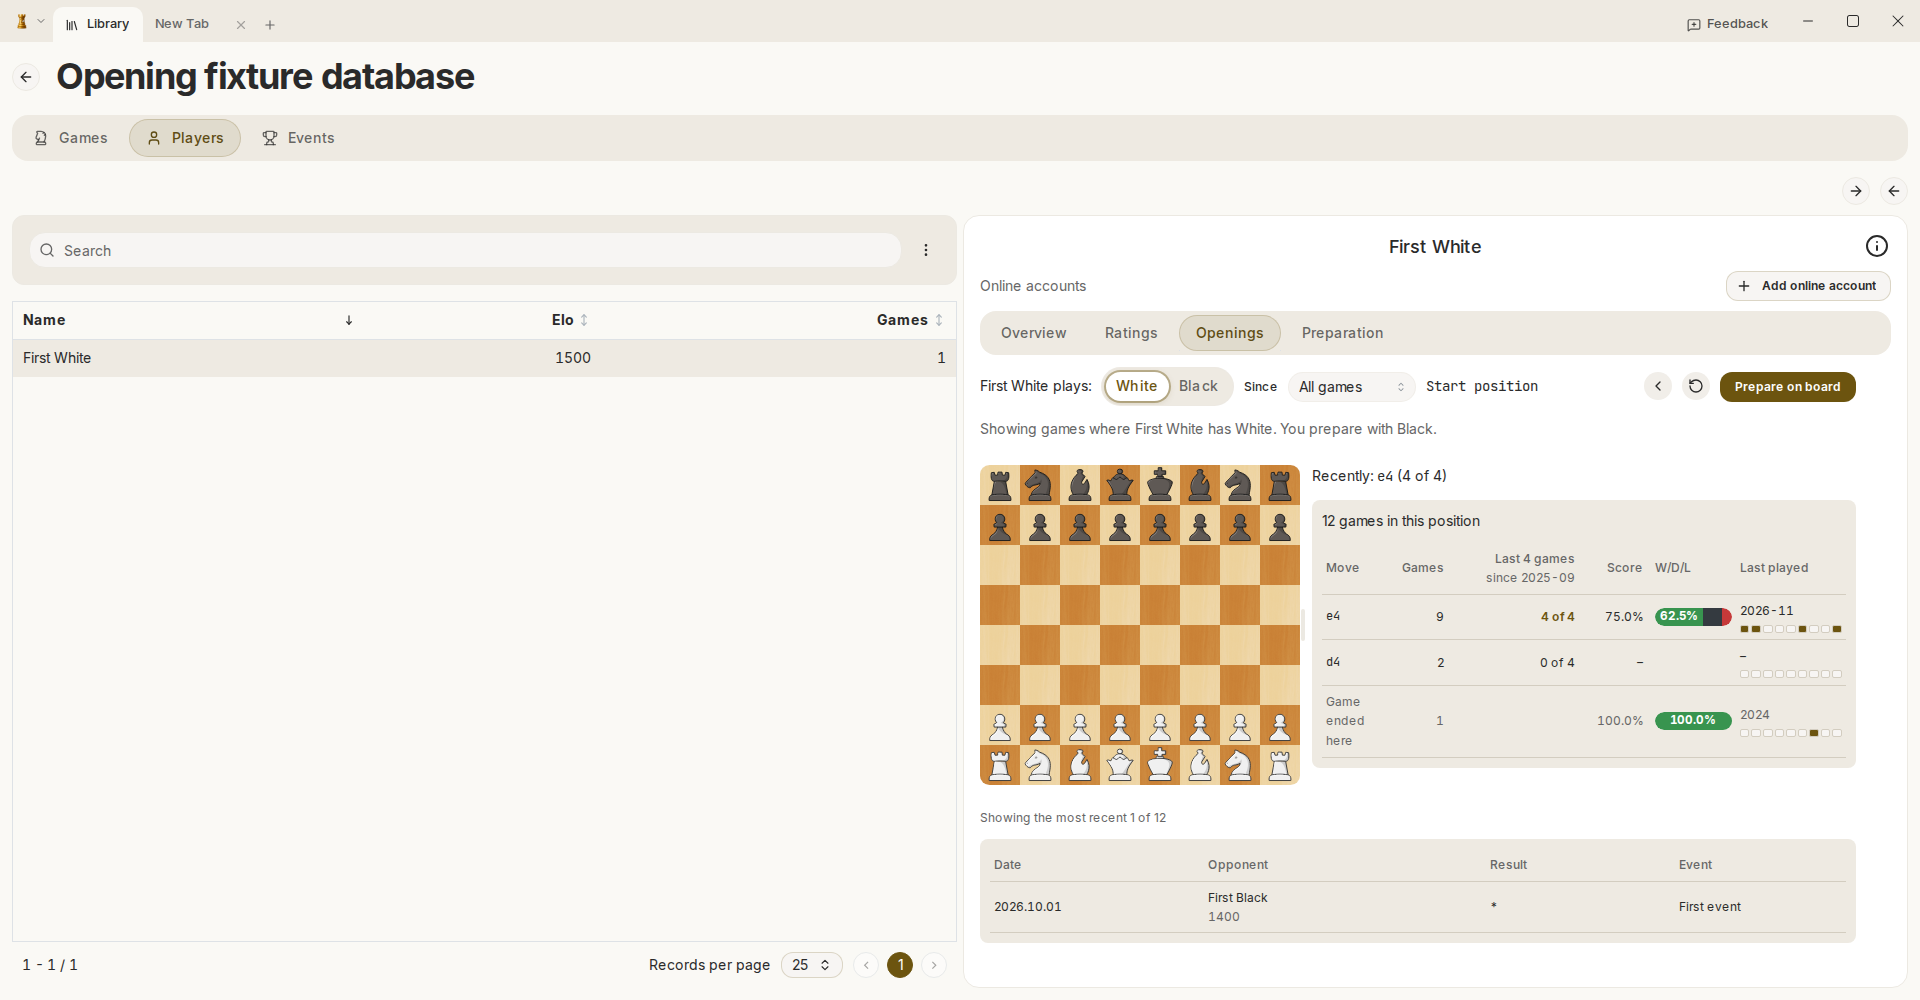 Library
New Tab
Feedback
Opening fixture database
Games
Players
Events
Search
Name
Elo
Games
First White
1500
1
1 - 1 / 1
Records per page
25
1
First White
Online accounts
Add online account
Overview
Ratings
Openings
Preparation
First White plays:
White
Black
Since
All games
Start position
Prepare on board
Showing games where First White has White. You prepare with Black.
Recently: e4 (4 of 4)
12 games in this position
Move
Games
Last 4 games
since 2025-09
Score
W/D/L
Last played
e4
9
4 of 4
75.0%
62.5%
2026-11
d4
2
0 of 4
–
–
Game
ended
here
1
100.0%
100.0%
2024
Showing the most recent 1 of 12
Date
Opponent
Result
Event
2026.10.01
First Black
1400
*
First event